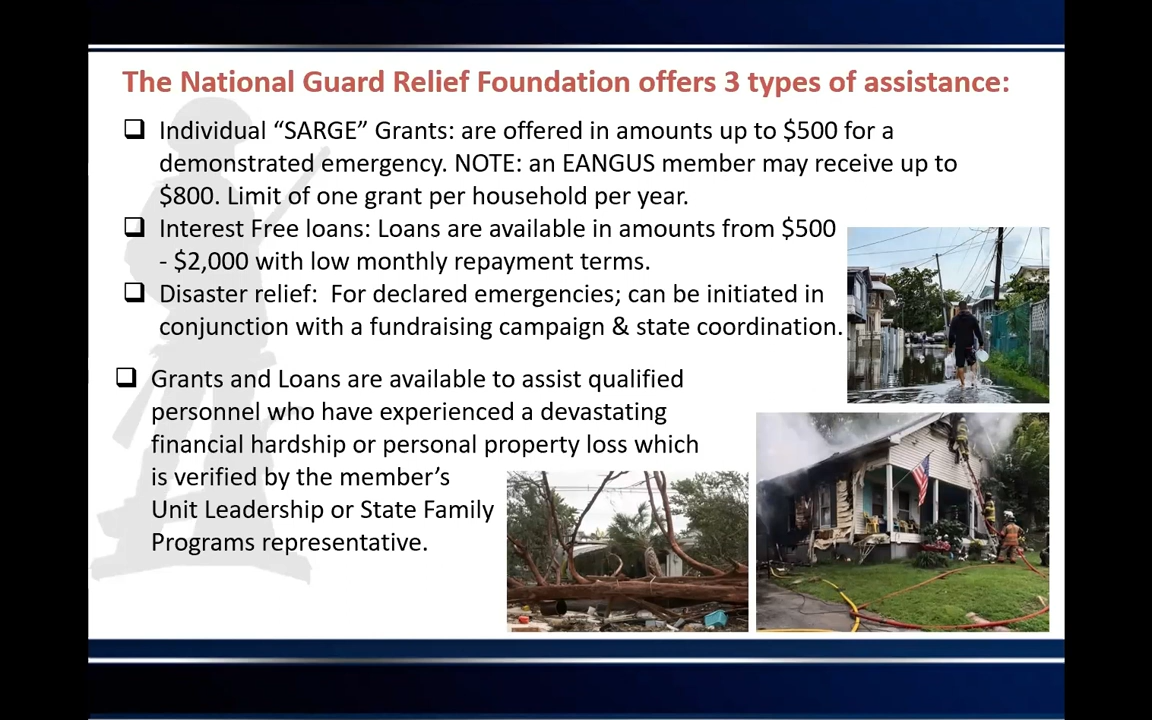 The National Guard Relief Foundation offers 3 types of assistance:
Individual “SARGE” Grants: are offered in amounts up to $500 for a
demonstrated emergency. NOTE: an EANGUS member may receive up to
$800. Limit of one grant per household per year.
Interest Free loans: Loans are available in amounts from $500
- $2,000 with low monthly repayment terms.
Disaster relief:  For declared emergencies; can be initiated in
conjunction with a fundraising campaign & state coordination.
Grants and Loans are available to assist qualified
personnel who have experienced a devastating
financial hardship or personal property loss which
is verified by the member’s
Unit Leadership or State Family
Programs representative.